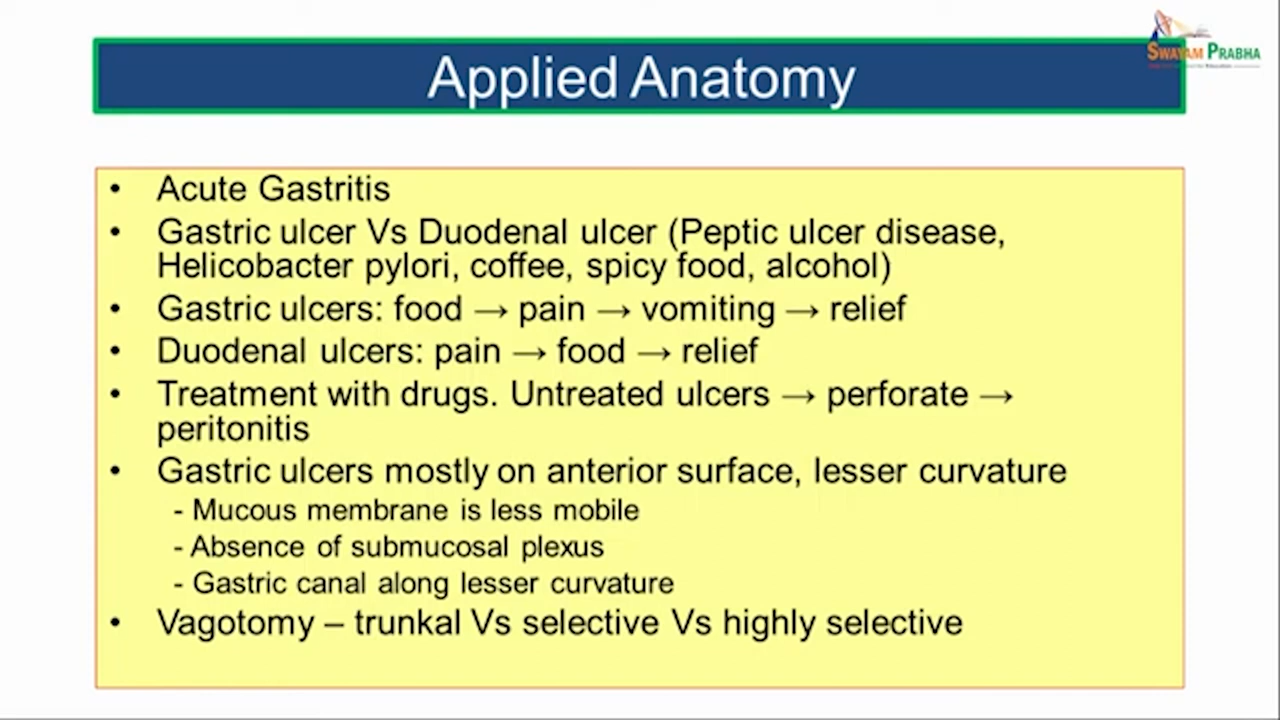 SWAYAM PRABHA
Applied Anatomy
• Acute Gastritis
• Gastric ulcer Vs Duodenal ulcer (Peptic ulcer disease,
Helicobacter pylori, coffee, spicy food, alcohol)
• Gastric ulcers: food → pain → vomiting → relief
• Duodenal ulcers: pain → food → relief
• Treatment with drugs. Untreated ulcers → perforate →
peritonitis
• Gastric ulcers mostly on anterior surface, lesser curvature
- Mucous membrane is less mobile
- Absence of submucosal plexus
- Gastric canal along lesser curvature
• Vagotomy – trunkal Vs selective Vs highly selective